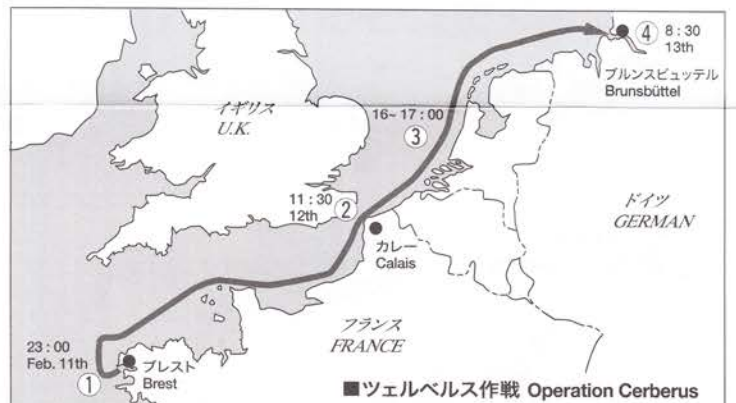 ④ 8 : 30
13th
ブルンスビュッテル
Brunsbüttel
イギリス
U.K.
16~ 17 : 00
③
11 : 30
12th
②
ドイツ
GERMAN
カレー
Calais
フランス
FRANCE
23 : 00
Feb. 11th
①
ブレスト
Brest
■ツェルベルス作戦 Operation Cerberus